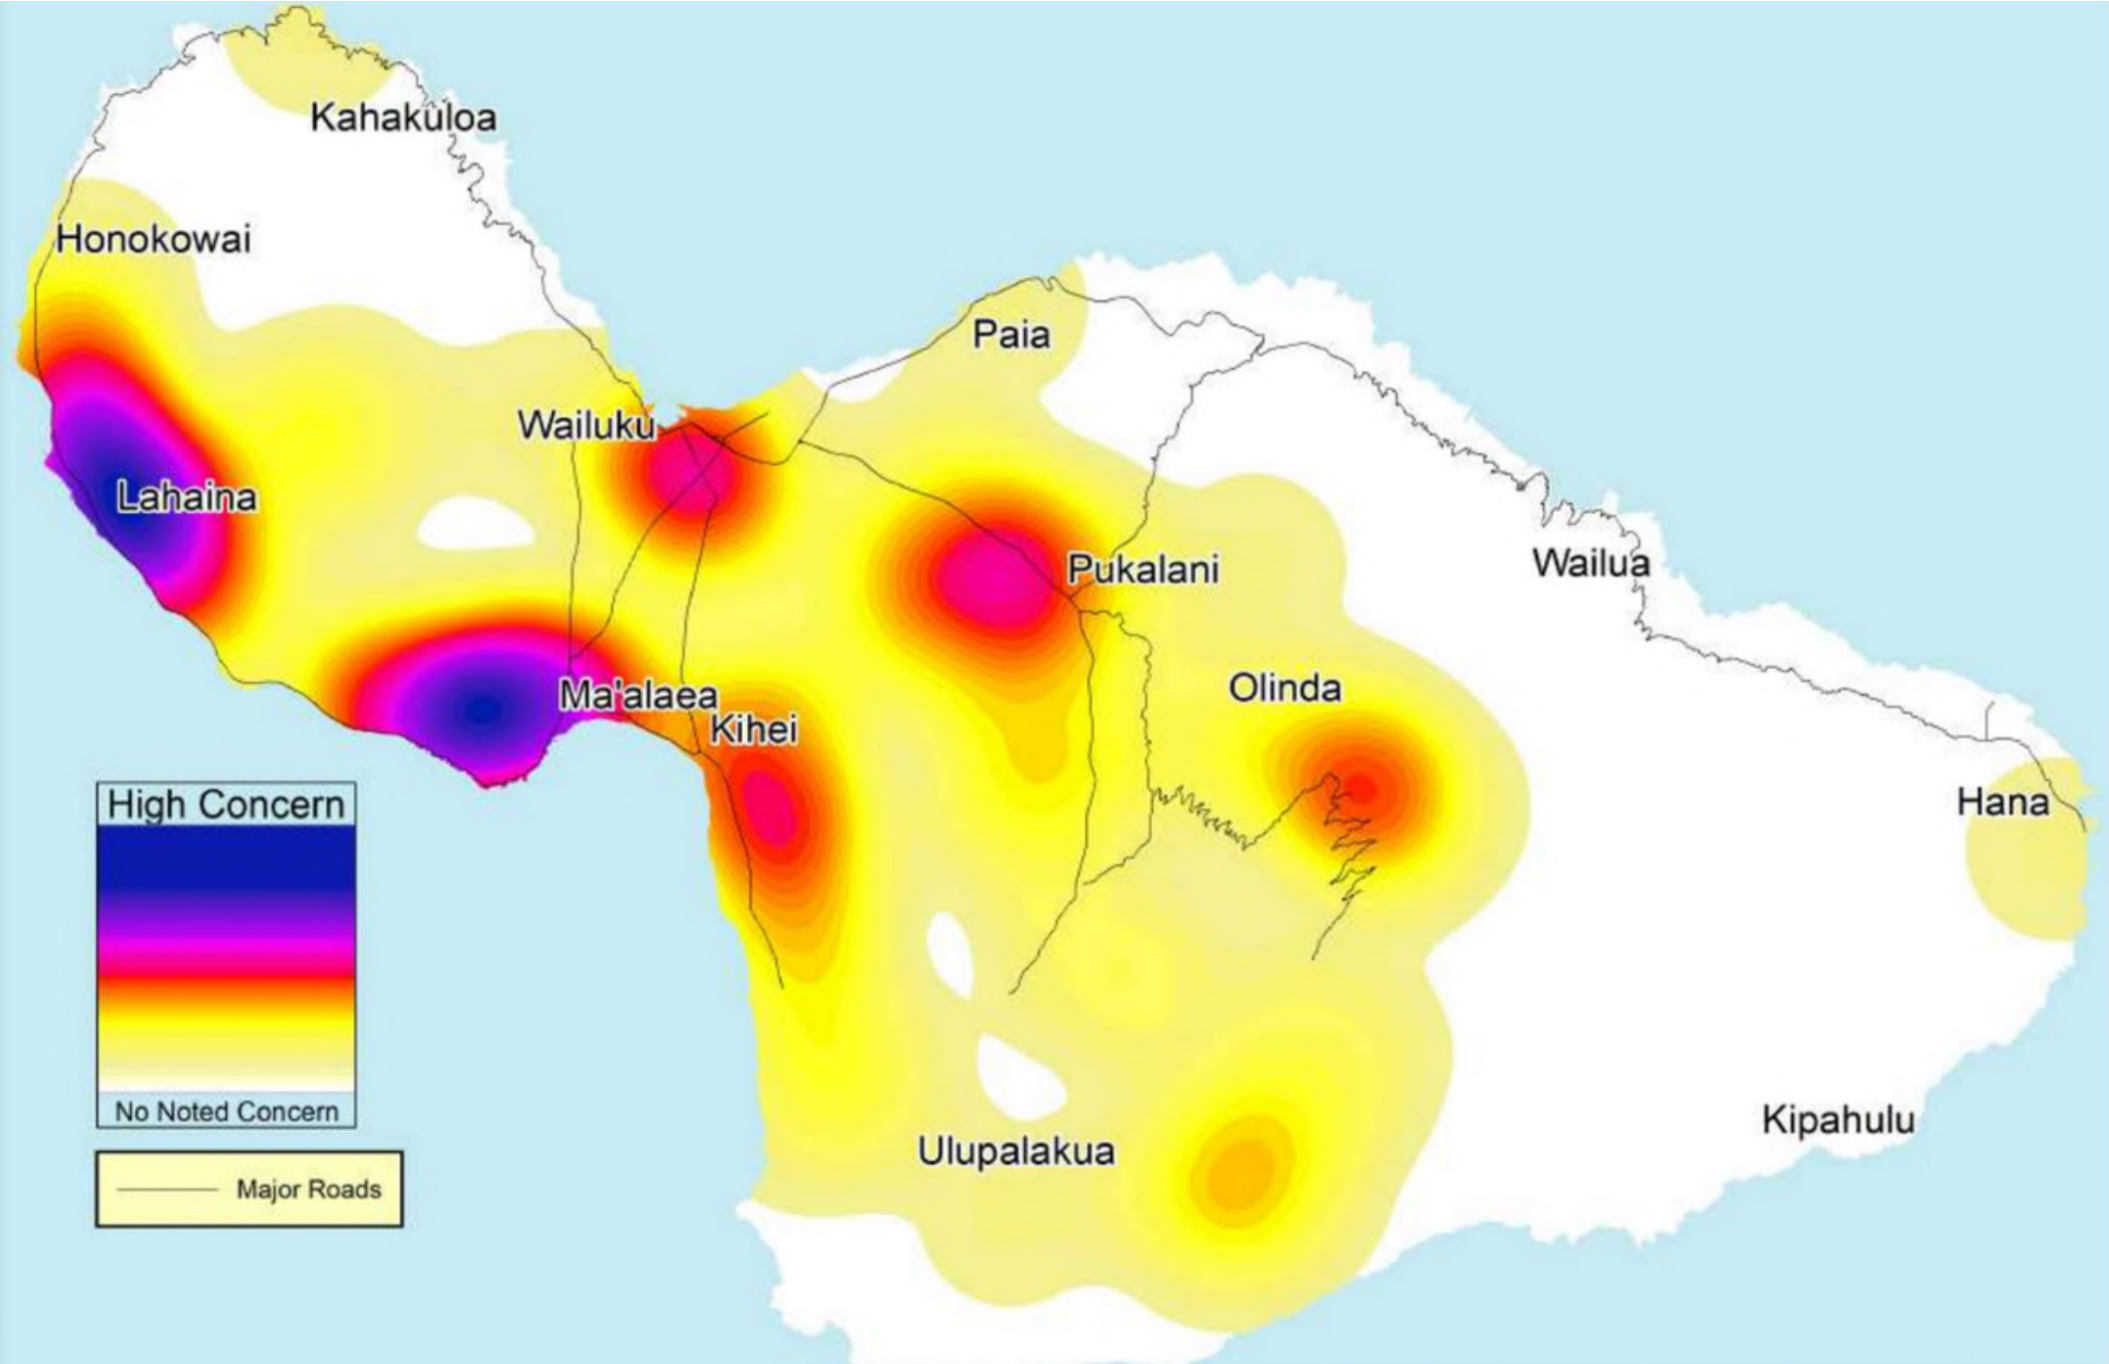 Kahakuloa
Honokowai
Paia
Wailuku
Lahaina
Pukalani
Wailua
Olinda
Ma'alaea
Kihei
Hana
High Concern
No Noted Concern
Kipahulu
Ulupalakua
Major Roads